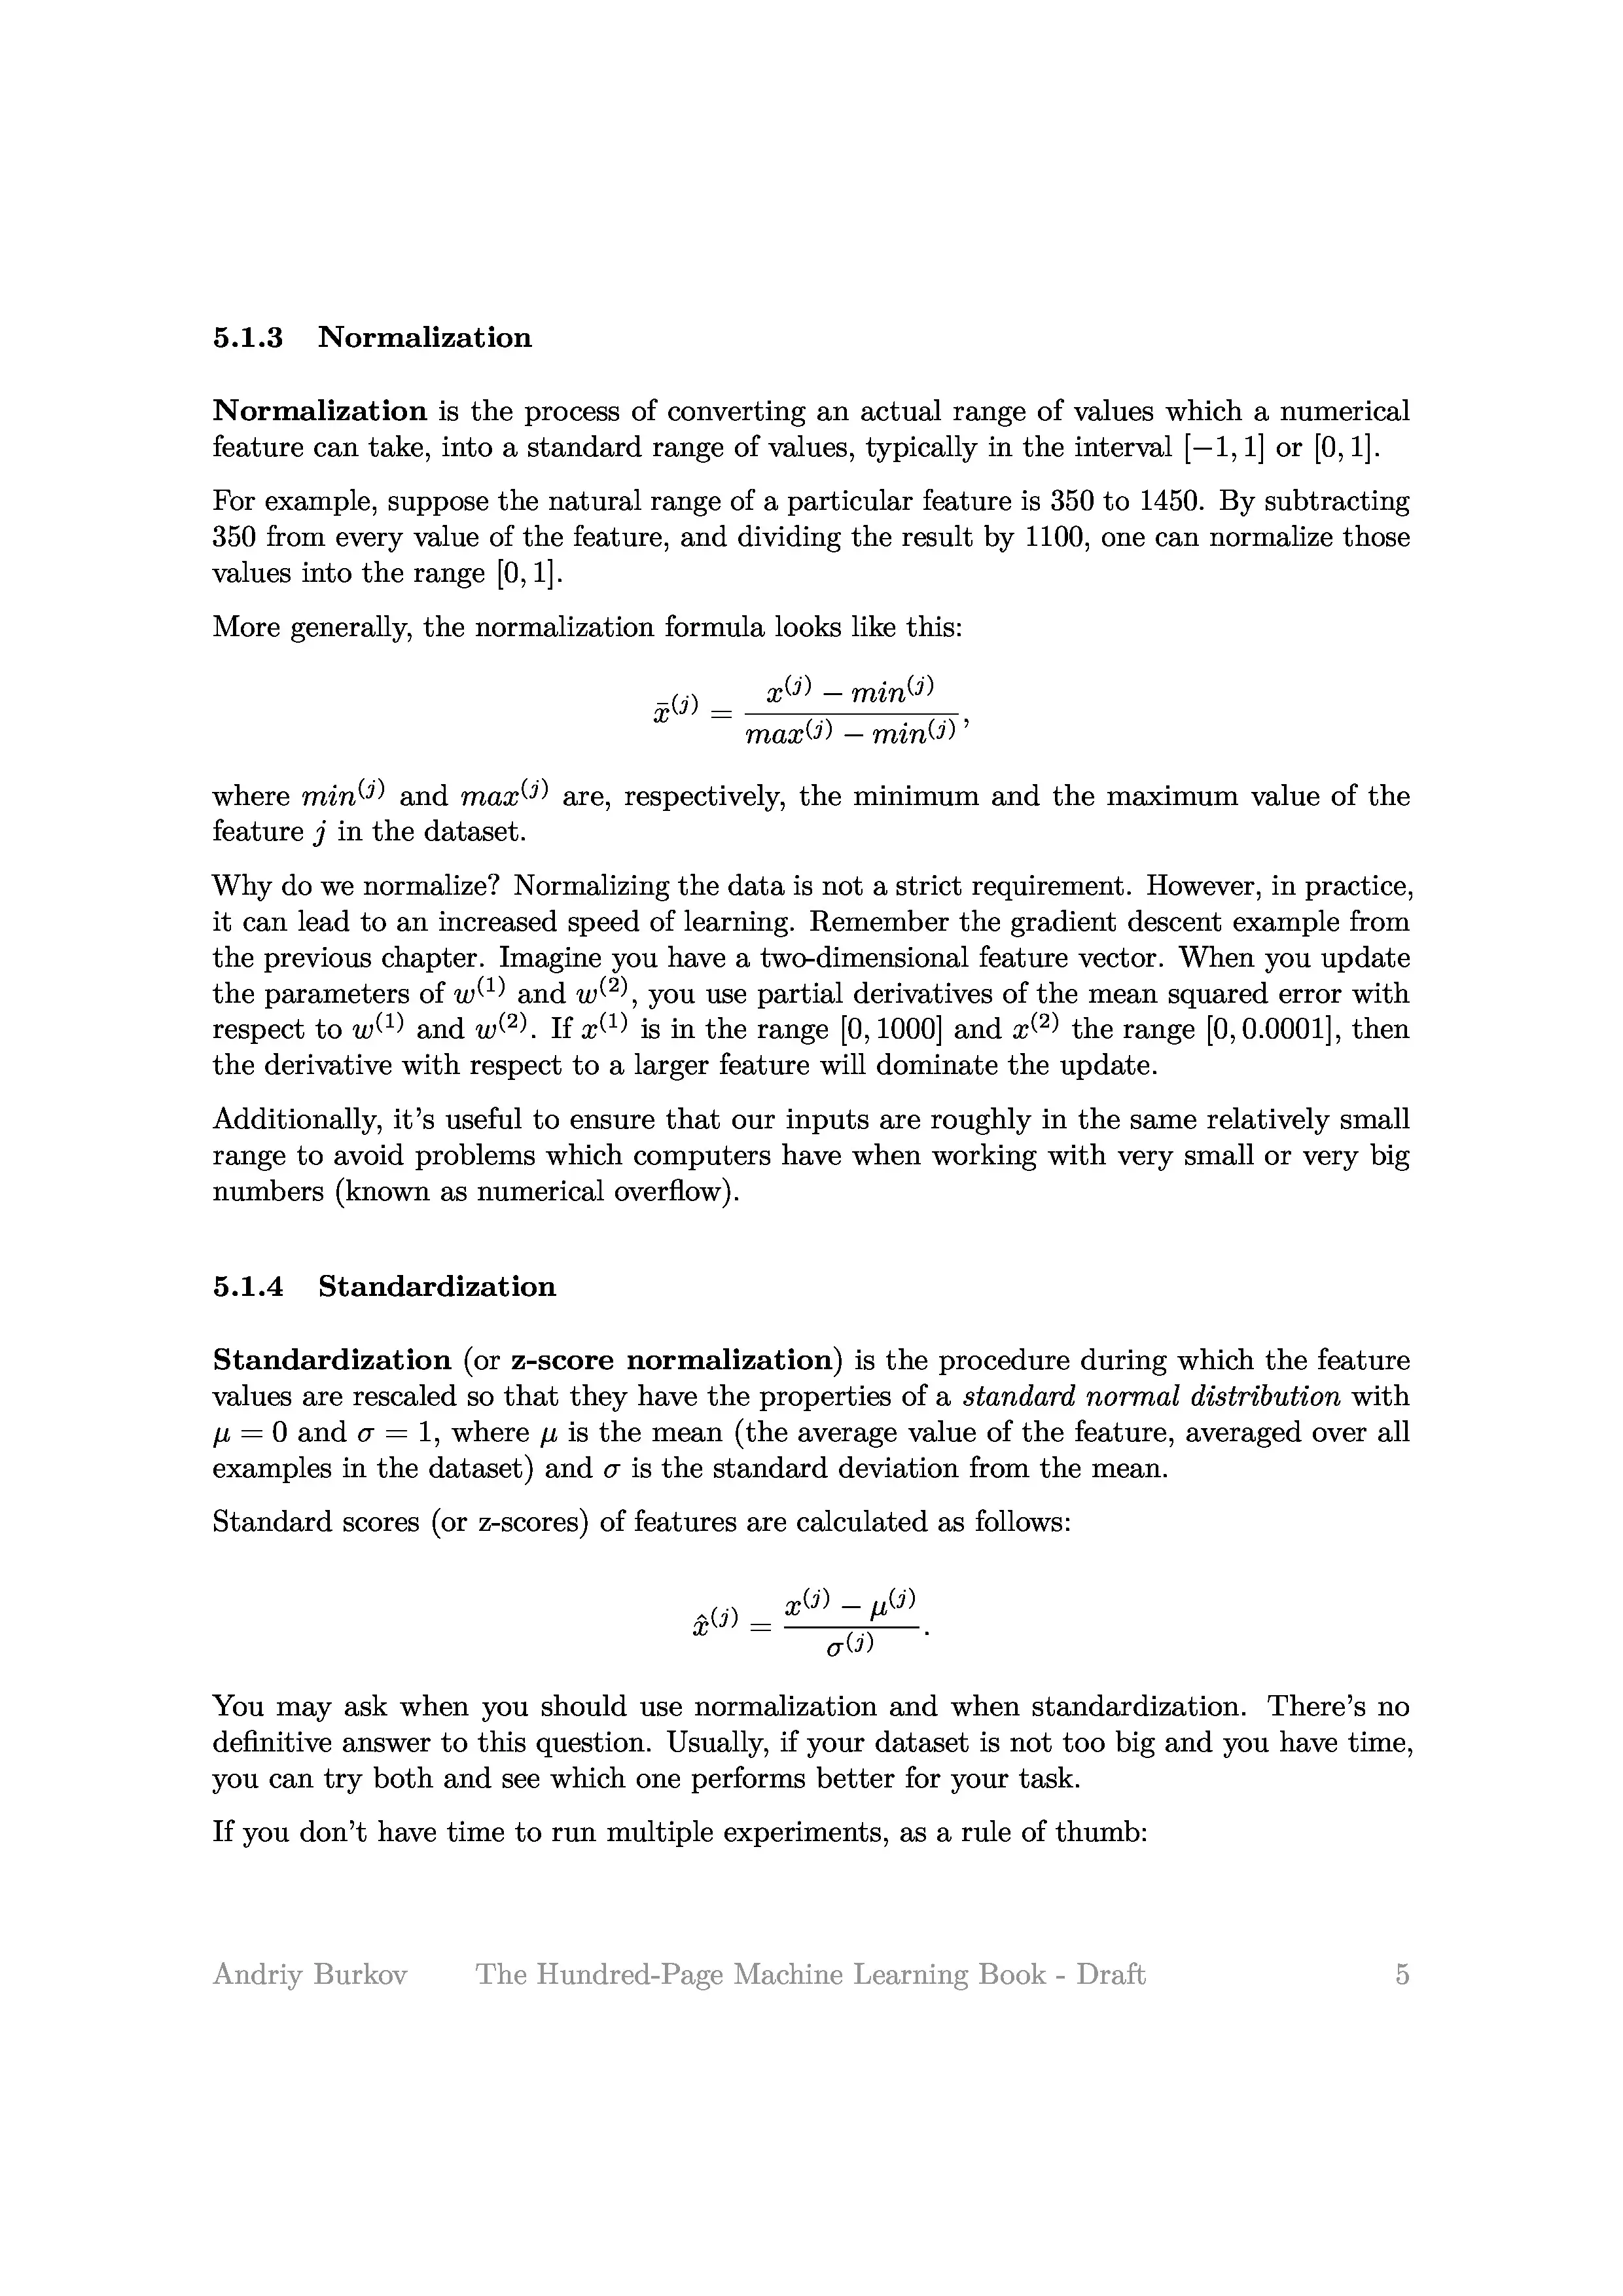 5.1.3 Normalization
Normalization is the process of converting an actual range of values which a numerical
feature can take, into a standard range of values, typically in the interval [−1, 1] or [0, 1].
For example, suppose the natural range of a particular feature is 350 to 1450. By subtracting
350 from every value of the feature, and dividing the result by 1100, one can normalize those
values into the range [0, 1].
More generally, the normalization formula looks like this:
x̄^(j) = (x^(j) − min^(j)) / (max^(j) − min^(j)),
where min^(j) and max^(j) are, respectively, the minimum and the maximum value of the
feature j in the dataset.
Why do we normalize? Normalizing the data is not a strict requirement. However, in practice,
it can lead to an increased speed of learning. Remember the gradient descent example from
the previous chapter. Imagine you have a two-dimensional feature vector. When you update
the parameters of w^(1) and w^(2), you use partial derivatives of the mean squared error with
respect to w^(1) and w^(2). If x^(1) is in the range [0, 1000] and x^(2) the range [0, 0.0001], then
the derivative with respect to a larger feature will dominate the update.
Additionally, it's useful to ensure that our inputs are roughly in the same relatively small
range to avoid problems which computers have when working with very small or very big
numbers (known as numerical overflow).
5.1.4 Standardization
Standardization (or z-score normalization) is the procedure during which the feature
values are rescaled so that they have the properties of a standard normal distribution with
μ = 0 and σ = 1, where μ is the mean (the average value of the feature, averaged over all
examples in the dataset) and σ is the standard deviation from the mean.
Standard scores (or z-scores) of features are calculated as follows:
x̂^(j) = (x^(j) − μ^(j)) / σ^(j).
You may ask when you should use normalization and when standardization. There's no
definitive answer to this question. Usually, if your dataset is not too big and you have time,
you can try both and see which one performs better for your task.
If you don't have time to run multiple experiments, as a rule of thumb:
Andriy Burkov The Hundred-Page Machine Learning Book - Draft 5